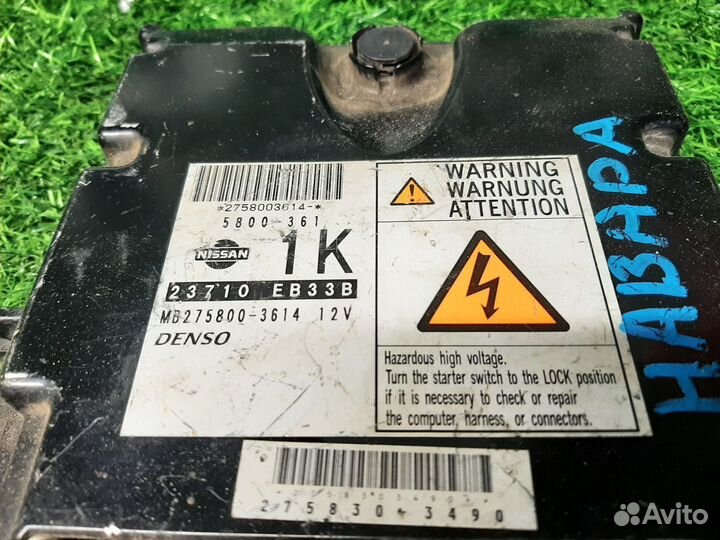 *2758003614-*
5800-361
NISSAN
1K
23710 EB33B
MB275800-3614 12V
DENSO
WARNING
WARNUNG
ATTENTION
Hazardous high voltage.
Turn the starter switch to the LOCK position
if it is necessary to check or repair
the computer, harness, or connectors.
275830-3490
НАВАРА
Avito